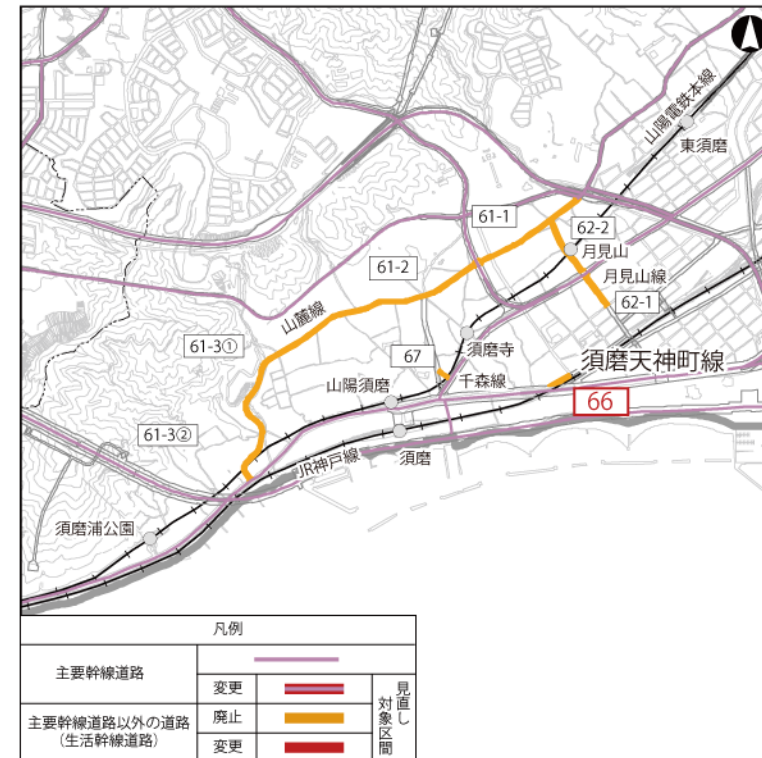 山陽電鉄本線
東須磨
61-1
62-2
月見山
61-2
月見山線
62-1
山麓線
61-3①
須磨寺
67
須磨天神町線
山陽須磨
千森線
66
61-3②
JR神戸線
須磨
須磨浦公園
凡例
主要幹線道路
変更
見直し
対象区間
主要幹線道路以外の道路
(生活幹線道路)
廃止
変更